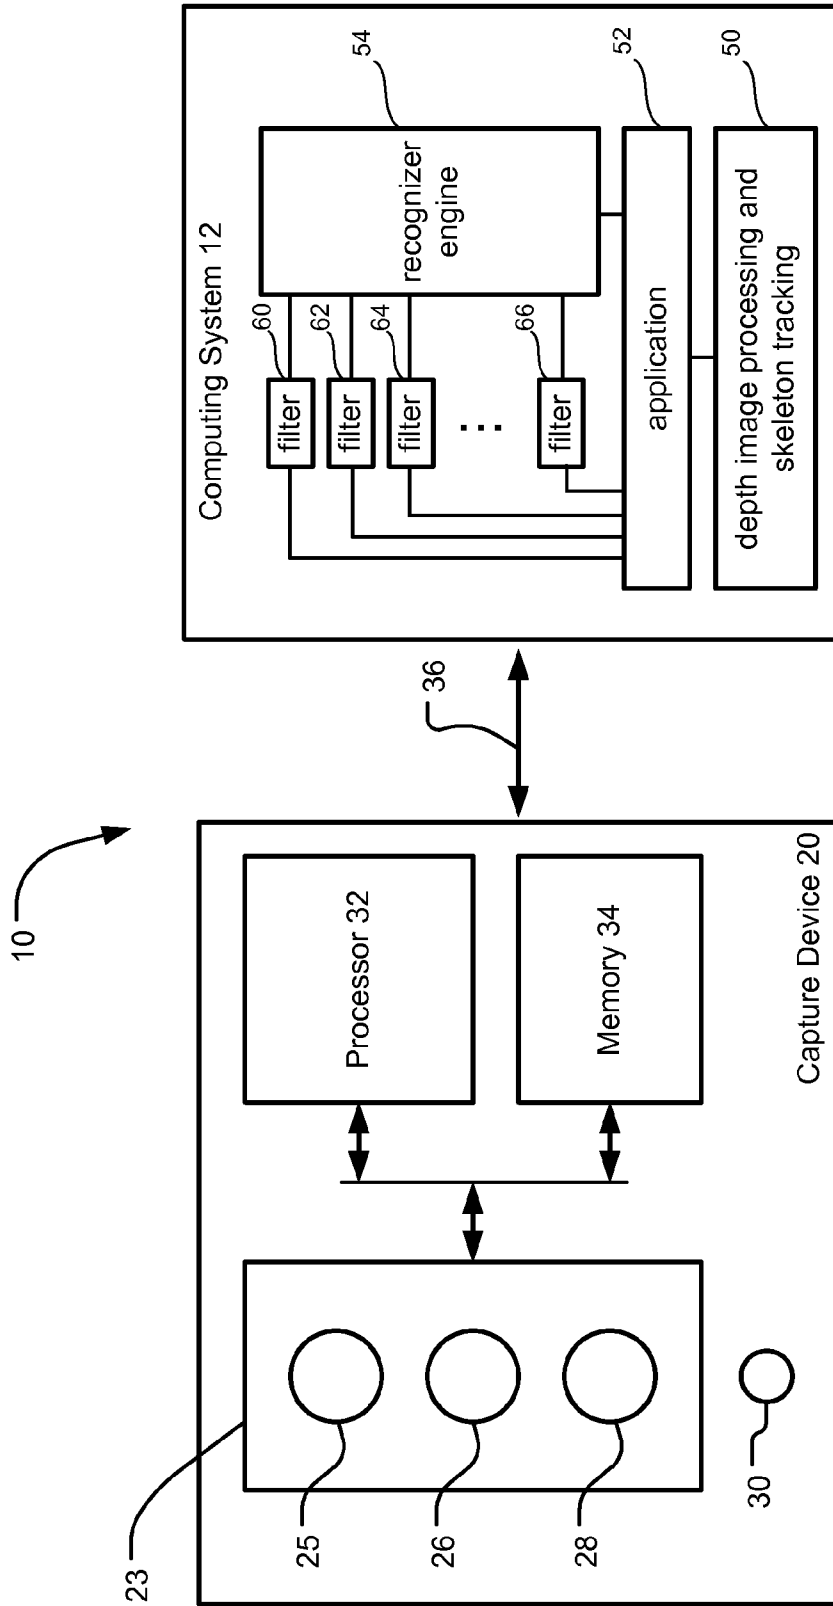 10
23
25
26
28
30
Processor 32
Memory 34
Capture Device 20
36
Computing System 12
filter
60
filter
62
filter
64
...
filter
66
recognizer
engine
54
application
52
depth image processing and
skeleton tracking
50